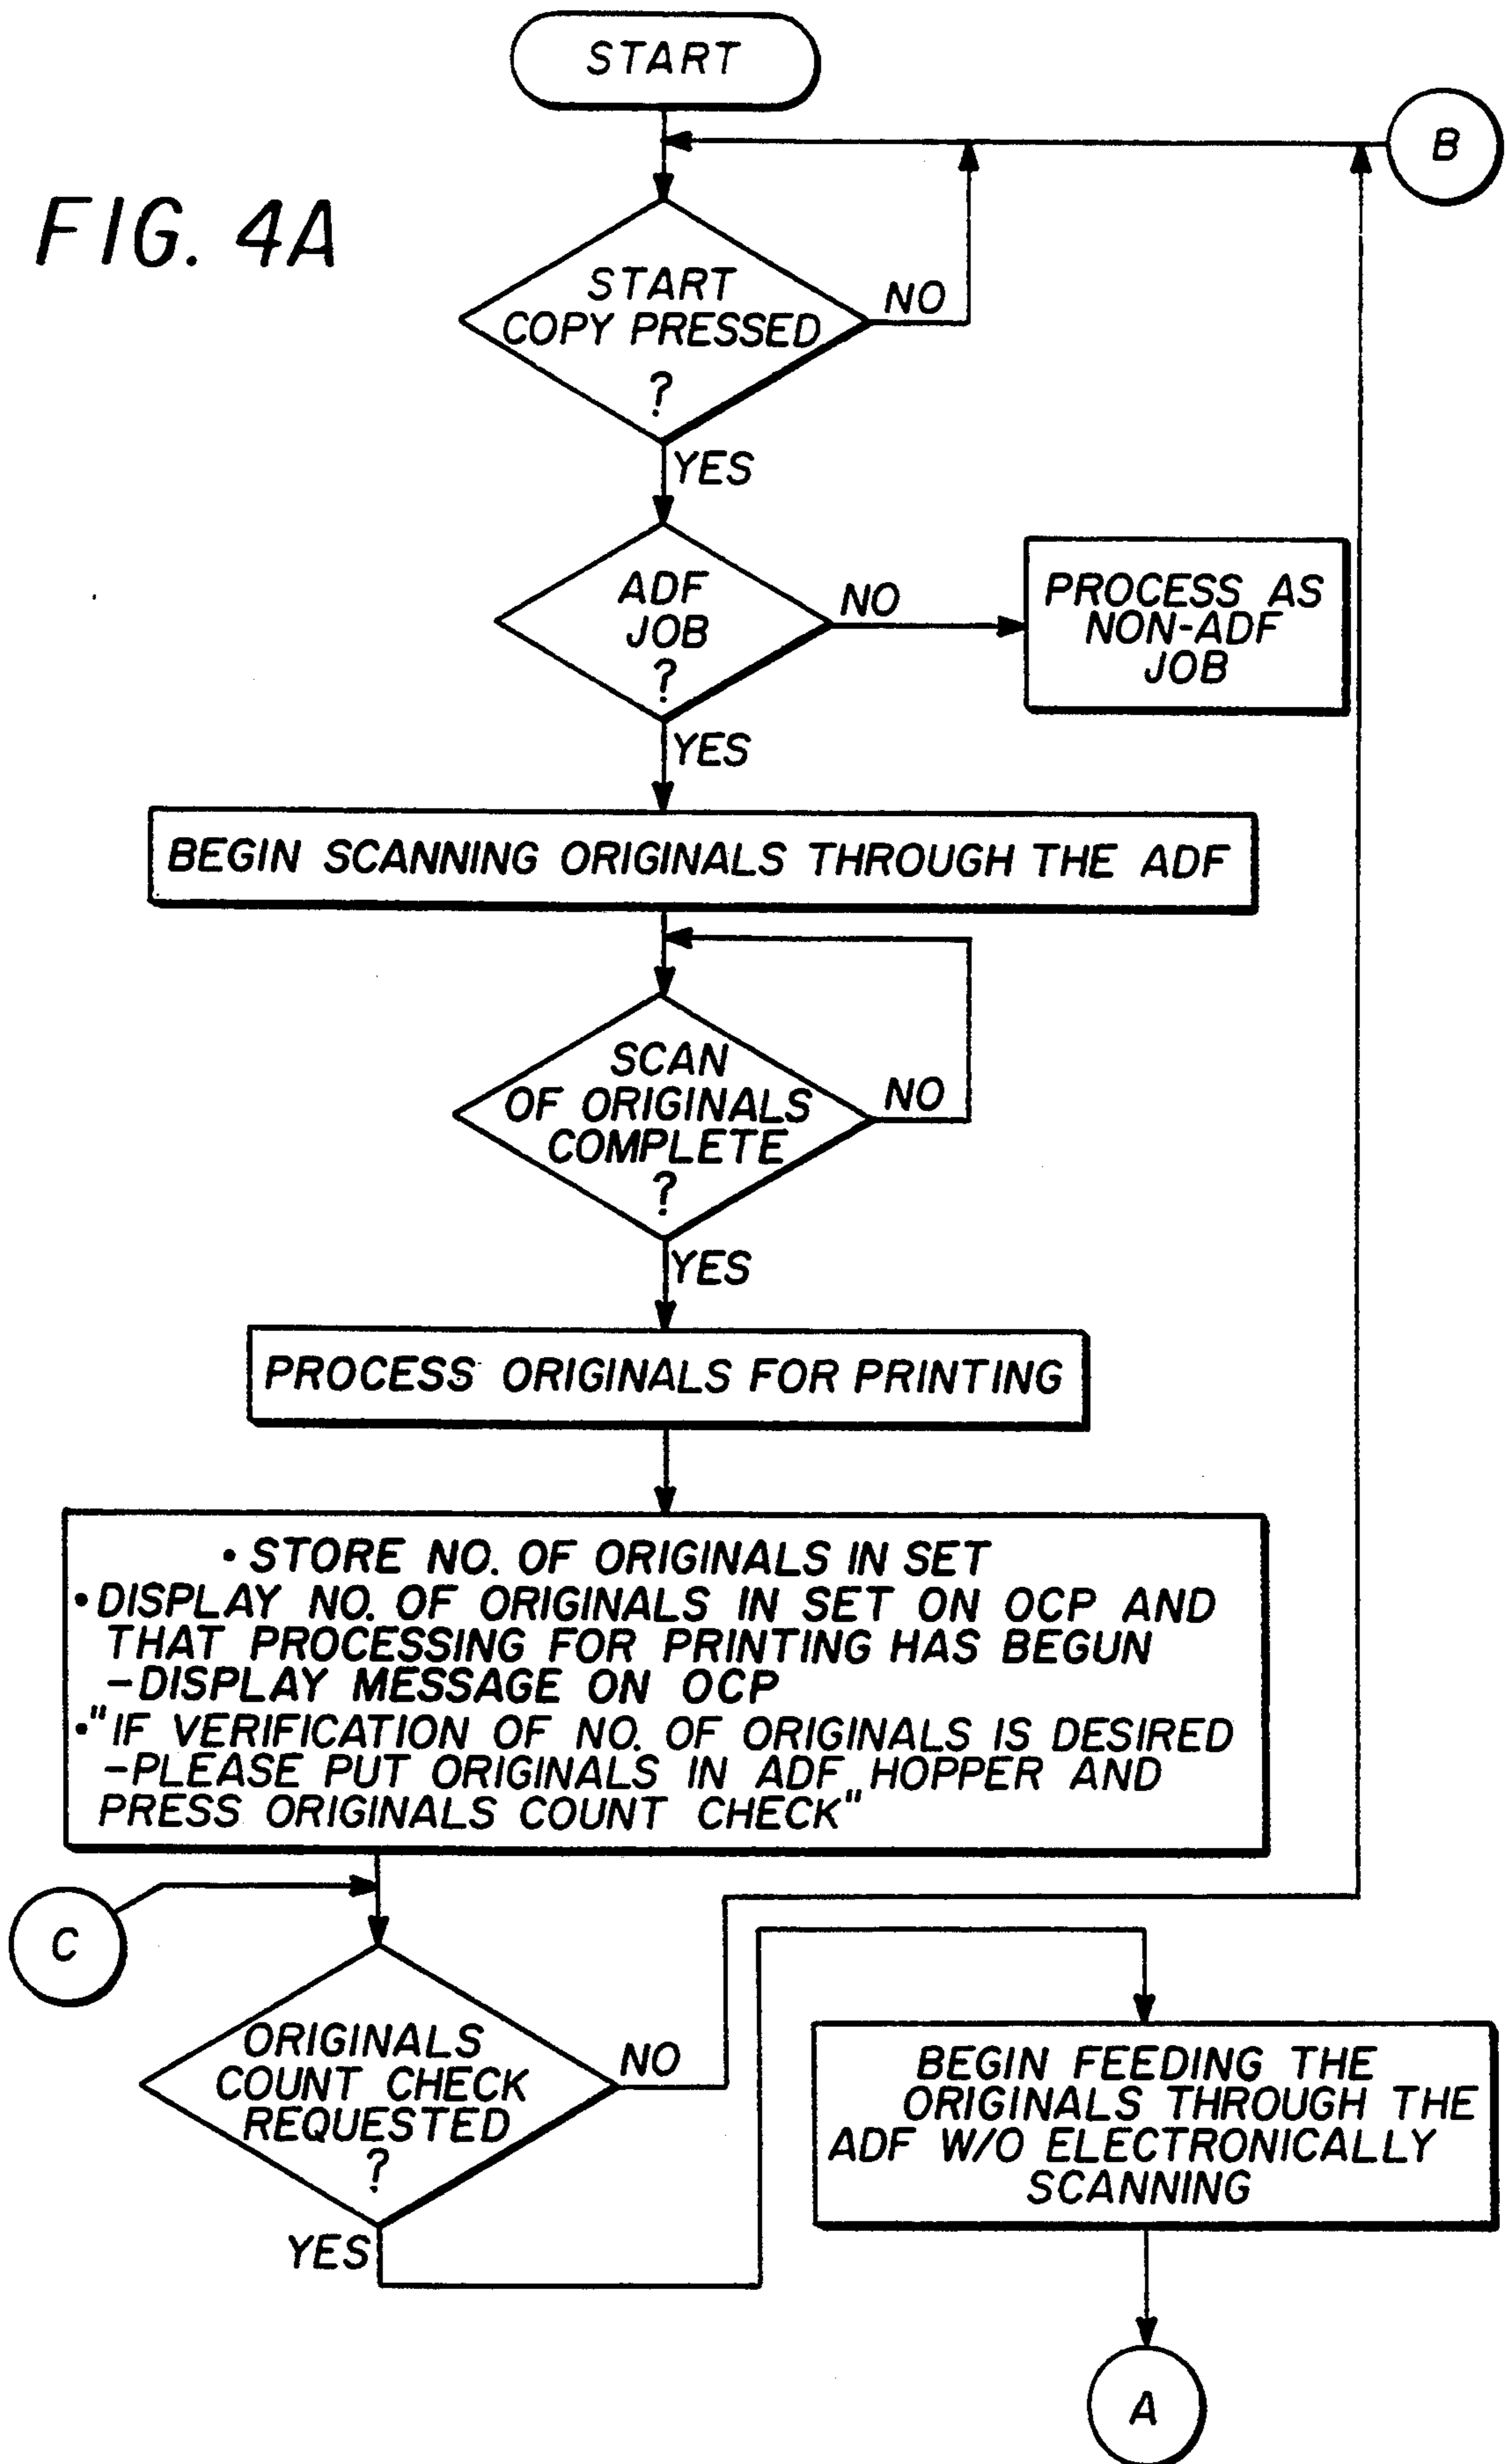 START
B
FIG. 4A
START
COPY PRESSED
?
NO
YES
ADF
JOB
?
NO
PROCESS AS
NON-ADF
JOB
YES
BEGIN SCANNING ORIGINALS THROUGH THE ADF
SCAN
OF ORIGINALS
COMPLETE
?
NO
YES
PROCESS ORIGINALS FOR PRINTING
• STORE NO. OF ORIGINALS IN SET
• DISPLAY NO. OF ORIGINALS IN SET ON OCP AND
THAT PROCESSING FOR PRINTING HAS BEGUN
-DISPLAY MESSAGE ON OCP
•"IF VERIFICATION OF NO. OF ORIGINALS IS DESIRED
-PLEASE PUT ORIGINALS IN ADF HOPPER AND
PRESS ORIGINALS COUNT CHECK"
C
ORIGINALS
COUNT CHECK
REQUESTED
?
NO
YES
BEGIN FEEDING THE
ORIGINALS THROUGH THE
ADF W/O ELECTRONICALLY
SCANNING
A